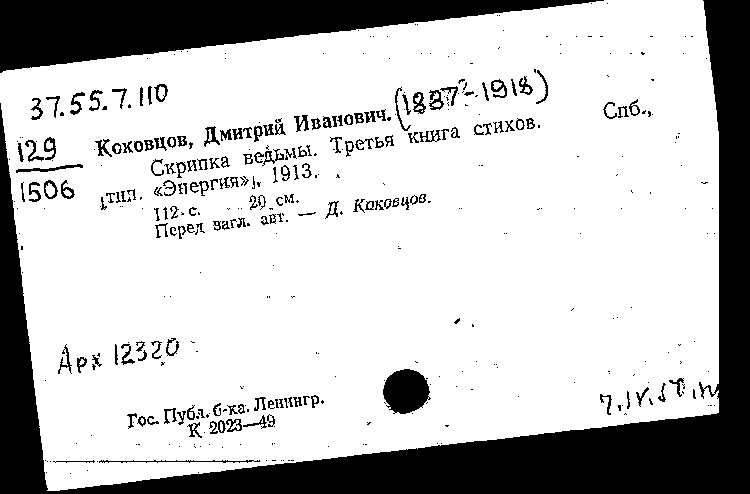 37.55.7.110
129
1506
Коковцов, Дмитрий Иванович. (1887?-1918)
Скрипка ведьмы. Третья книга стихов. Спб.,
[тип. «Энергия»], 1913.
112 с. 20 см.
Перед загл. авт. — Д. Коковцов.
Арх 12320
Гос. Публ. б-ка. Ленингр.
К 2023—49